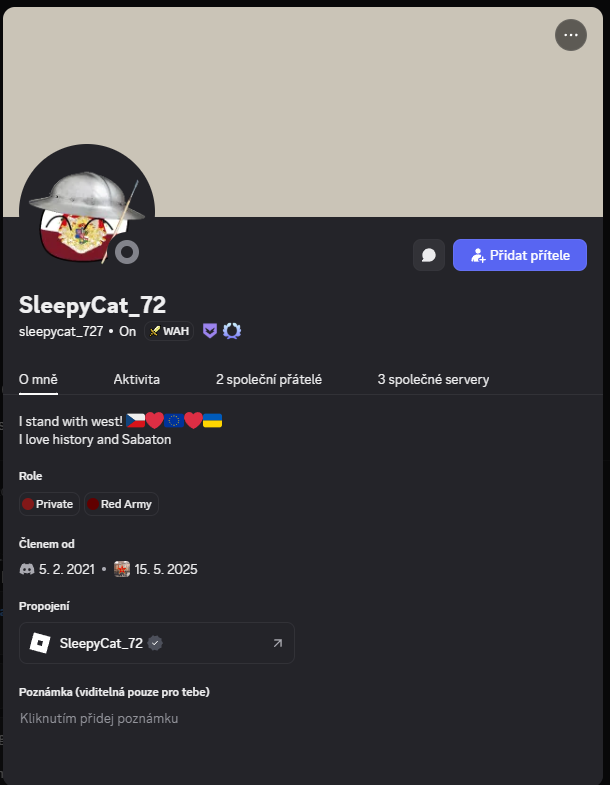 SleepyCat_72
sleepycat_727 • On WAH
Přidat přítele
O mně Aktivita 2 společní přátelé 3 společné servery
I stand with west! 🇨🇿❤️🇪🇺❤️🇺🇦
I love history and Sabaton
Role
Private Red Army
Členem od
5. 2. 2021 • 15. 5. 2025
Propojení
SleepyCat_72
Poznámka (viditelná pouze pro tebe)
Kliknutím přidej poznámku